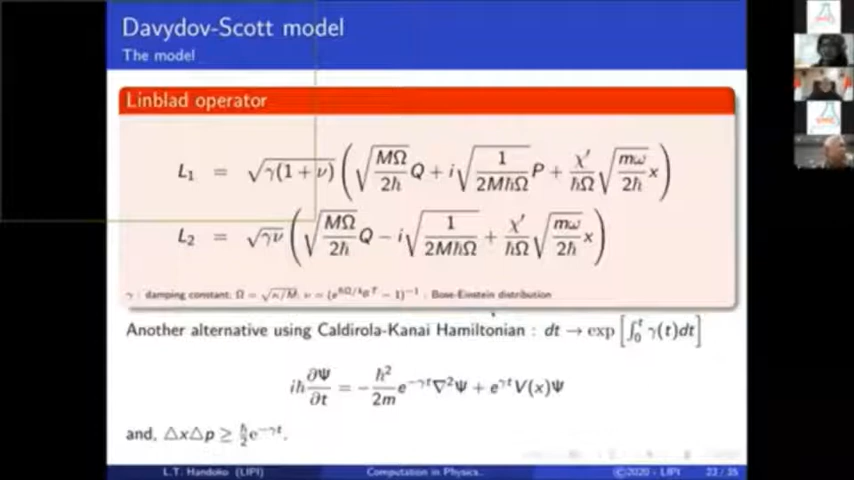 Davydov-Scott model
The model
Linblad operator
L₁ = √γ(1 + ν) ( √(MΩ/2ħ) Q + i √(1/2MħΩ) P + χ′/ħΩ √(mω/2ħ) x )
L₂ = √γν ( √(MΩ/2ħ) Q − i √(1/2MħΩ) + χ′/ħΩ √(mω/2ħ) x )
γ : damping constant, Ω = √κ/M, ν = (e^{ħΩ/k_BT} − 1)⁻¹ : Bose-Einstein distribution
Another alternative using Caldirola-Kanai Hamiltonian : dt → exp [∫₀ᵗ γ(t)dt]
iħ ∂Ψ/∂t = − ħ²/2m e^{−γt}∇²Ψ + e^{γt}V(x)Ψ
and, △x△p ≥ ħ/2 e^{−γt}.
L.T. Handoko (LIPI) Computation in Physics.. ©2020 - LIPI 22 / 35